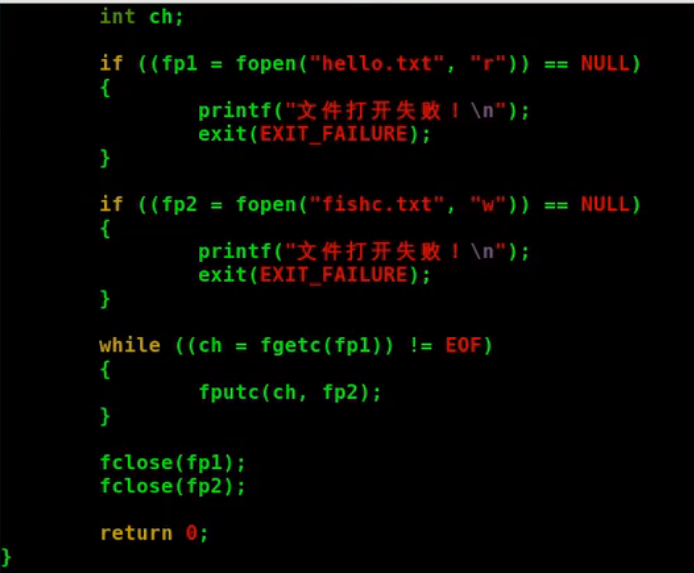 int ch;
if ((fp1 = fopen("hello.txt", "r")) == NULL)
{
printf("文件打开失败！\n");
exit(EXIT_FAILURE);
}
if ((fp2 = fopen("fishc.txt", "w")) == NULL)
{
printf("文件打开失败！\n");
exit(EXIT_FAILURE);
}
while ((ch = fgetc(fp1)) != EOF)
{
fputc(ch, fp2);
}
fclose(fp1);
fclose(fp2);
return 0;
}